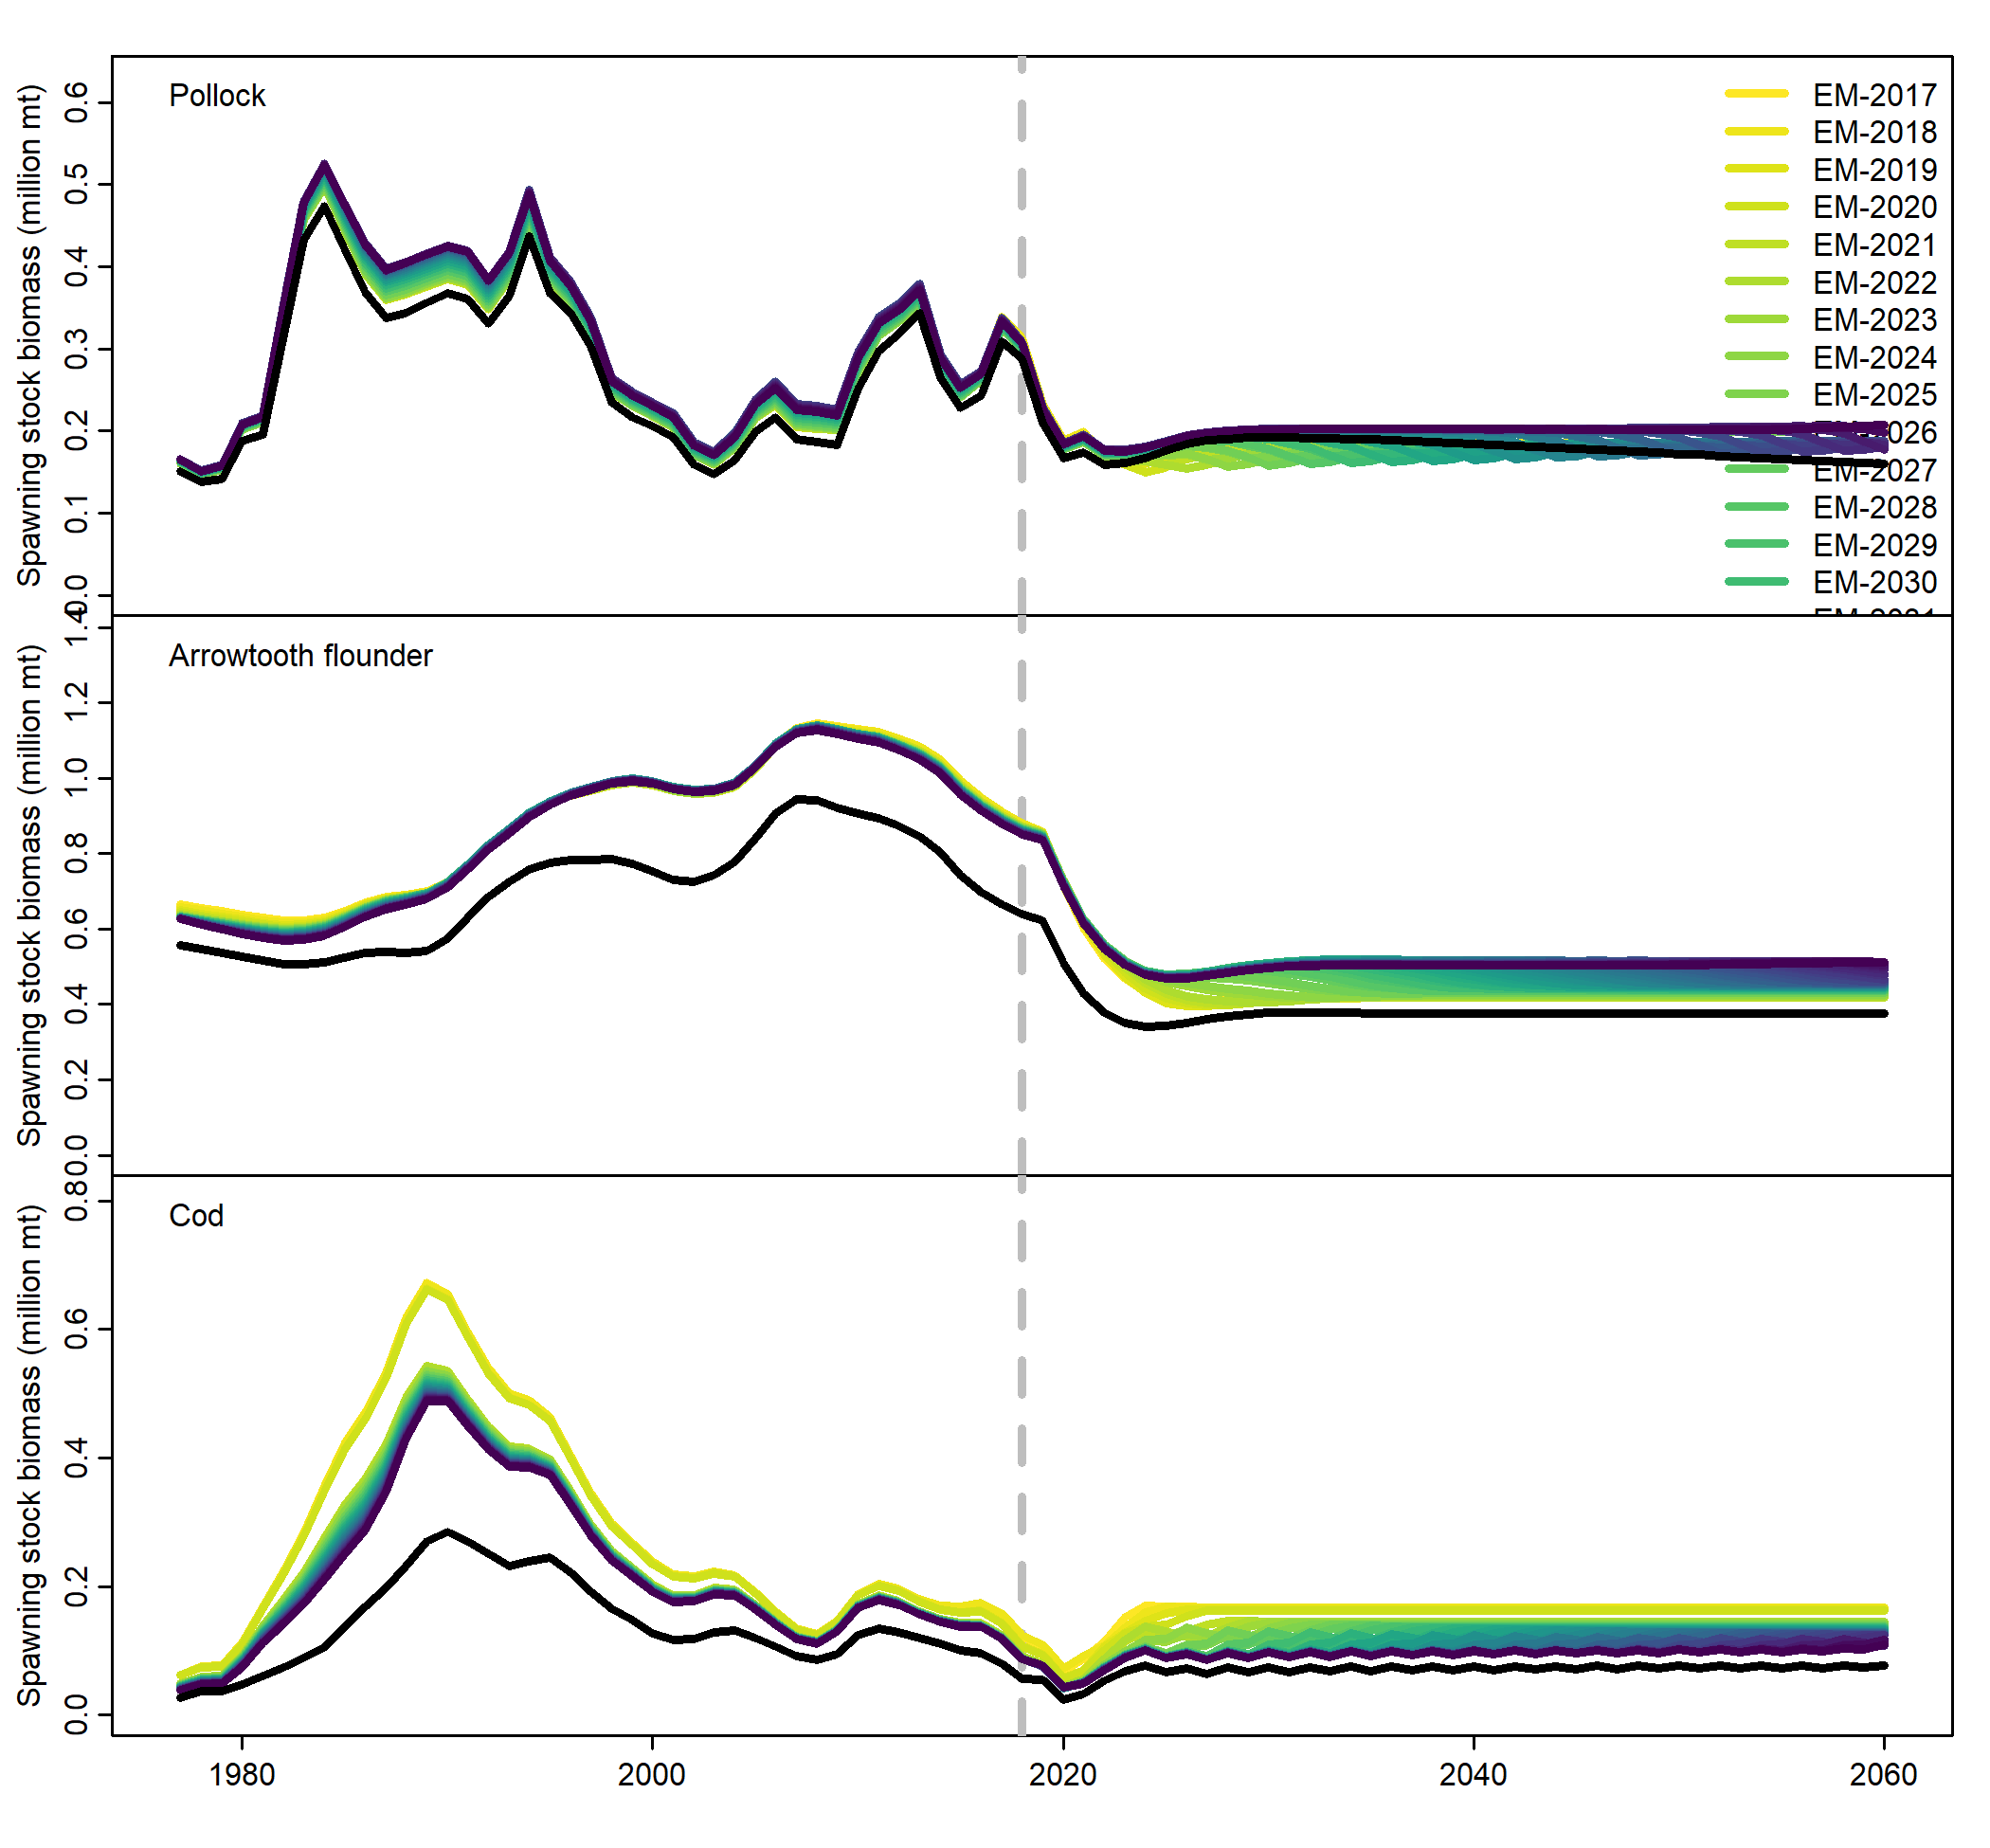 Pollock
Spawning stock biomass (million mt)
0.6
0.5
0.4
0.3
0.2
0.1
0.0
EM-2017
EM-2018
EM-2019
EM-2020
EM-2021
EM-2022
EM-2023
EM-2024
EM-2025
026
EM-2027
EM-2028
EM-2029
EM-2030
Arrowtooth flounder
Spawning stock biomass (million mt)
1.4
1.2
1.0
0.8
0.6
0.4
0.2
0.0
Cod
Spawning stock biomass (million mt)
0.8
0.6
0.4
0.2
0.0
1980
2000
2020
2040
2060